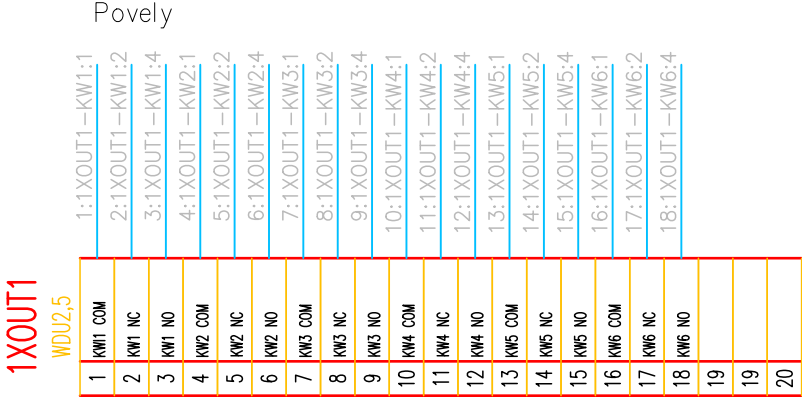 Povely
1:1XOUT1-KW1:1
2:1XOUT1-KW1:2
3:1XOUT1-KW1:4
4:1XOUT1-KW2:1
5:1XOUT1-KW2:2
6:1XOUT1-KW2:4
7:1XOUT1-KW3:1
8:1XOUT1-KW3:2
9:1XOUT1-KW3:4
10:1XOUT1-KW4:1
11:1XOUT1-KW4:2
12:1XOUT1-KW4:4
13:1XOUT1-KW5:1
14:1XOUT1-KW5:2
15:1XOUT1-KW5:4
16:1XOUT1-KW6:1
17:1XOUT1-KW6:2
18:1XOUT1-KW6:4
1XOUT1
WDU2,5
KWI1 COM
KW1 NC
KW1 NO
KW2 COM
KW2 NC
KW2 NO
KW3 COM
KW3 NC
KW3 NO
KW4 COM
KW4 NC
KW4 NO
KW5 COM
KW5 NC
KW5 NO
KW6 COM
KW6 NC
KW6 NO
1
2
3
4
5
6
7
8
9
10
11
12
13
14
15
16
17
18
19
19
20